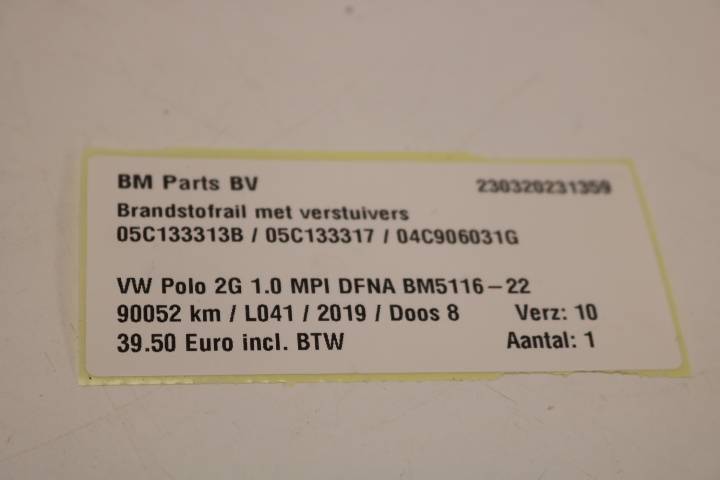 BM Parts BV 230320231359
Brandstofrail met verstuivers
05C133313B / 05C133317 / 04C906031G
VW Polo 2G 1.0 MPI DFNA BM5116-22
90052 km / L041 / 2019 / Doos 8 Verz: 10
39.50 Euro incl. BTW Aantal: 1